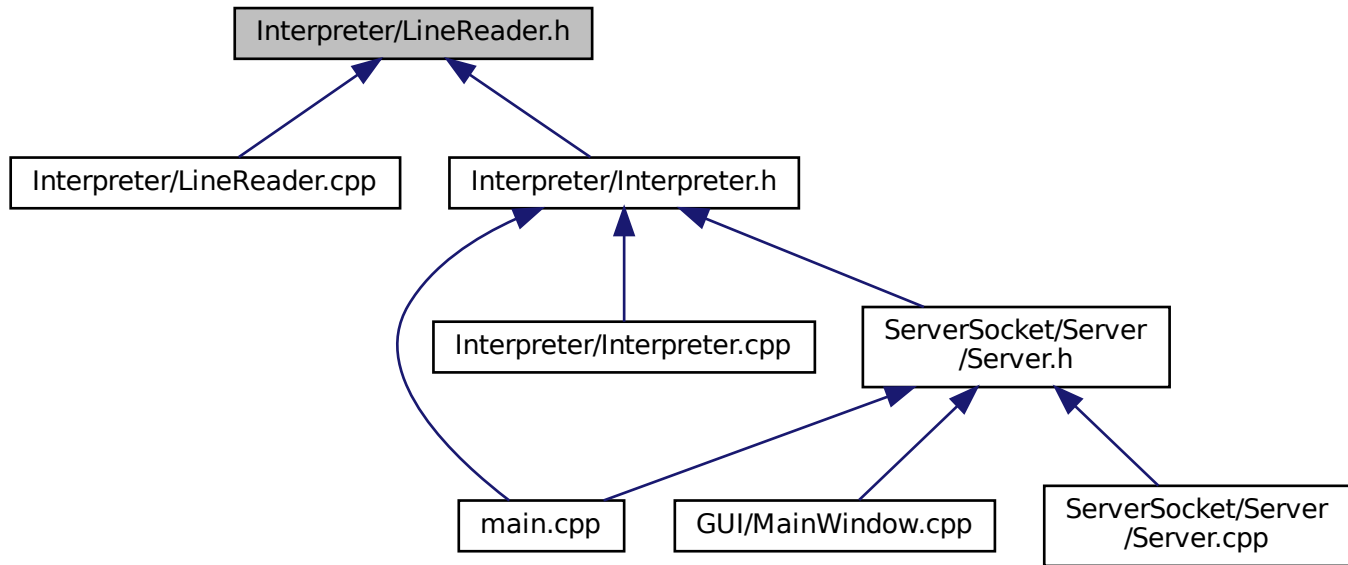 Interpreter/LineReader.h
Interpreter/LineReader.cpp
Interpreter/Interpreter.h
Interpreter/Interpreter.cpp
ServerSocket/Server
/Server.h
main.cpp
GUI/MainWindow.cpp
ServerSocket/Server
/Server.cpp